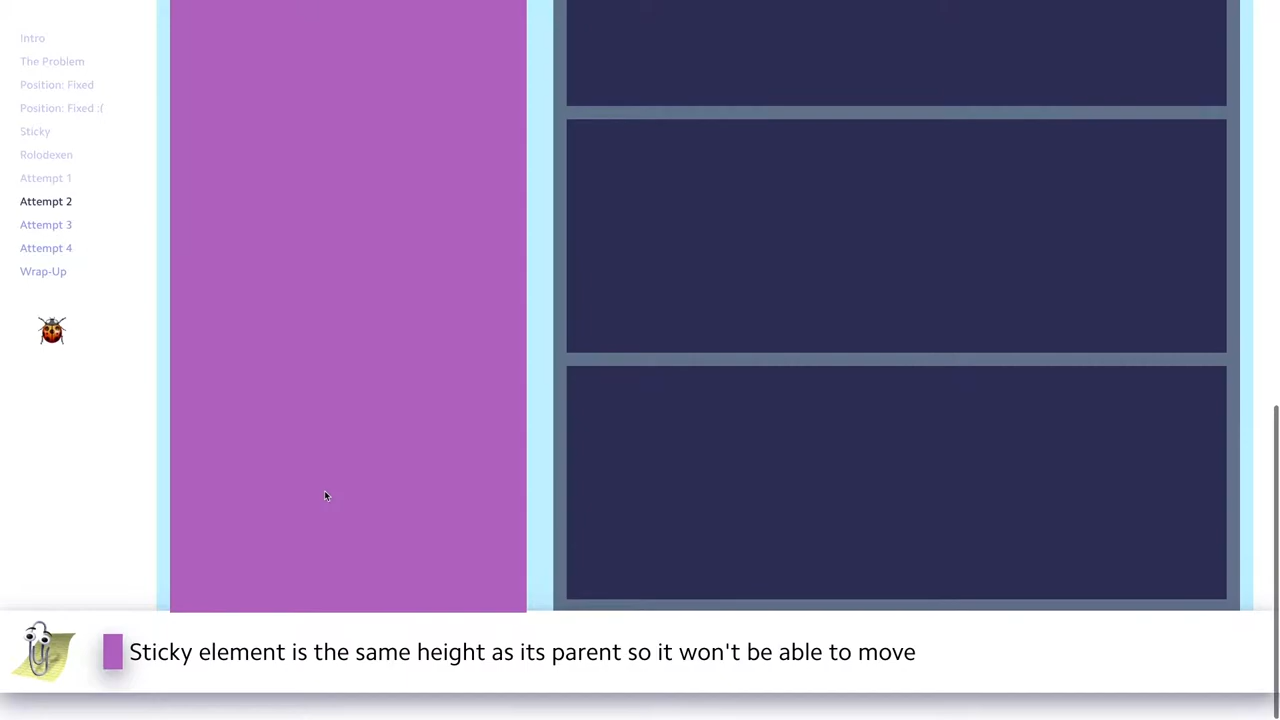 Intro
The Problem
Position: Fixed
Position: Fixed :(
Sticky
Rolodexen
Attempt 1
Attempt 2
Attempt 3
Attempt 4
Wrap-Up
Sticky element is the same height as its parent so it won't be able to move